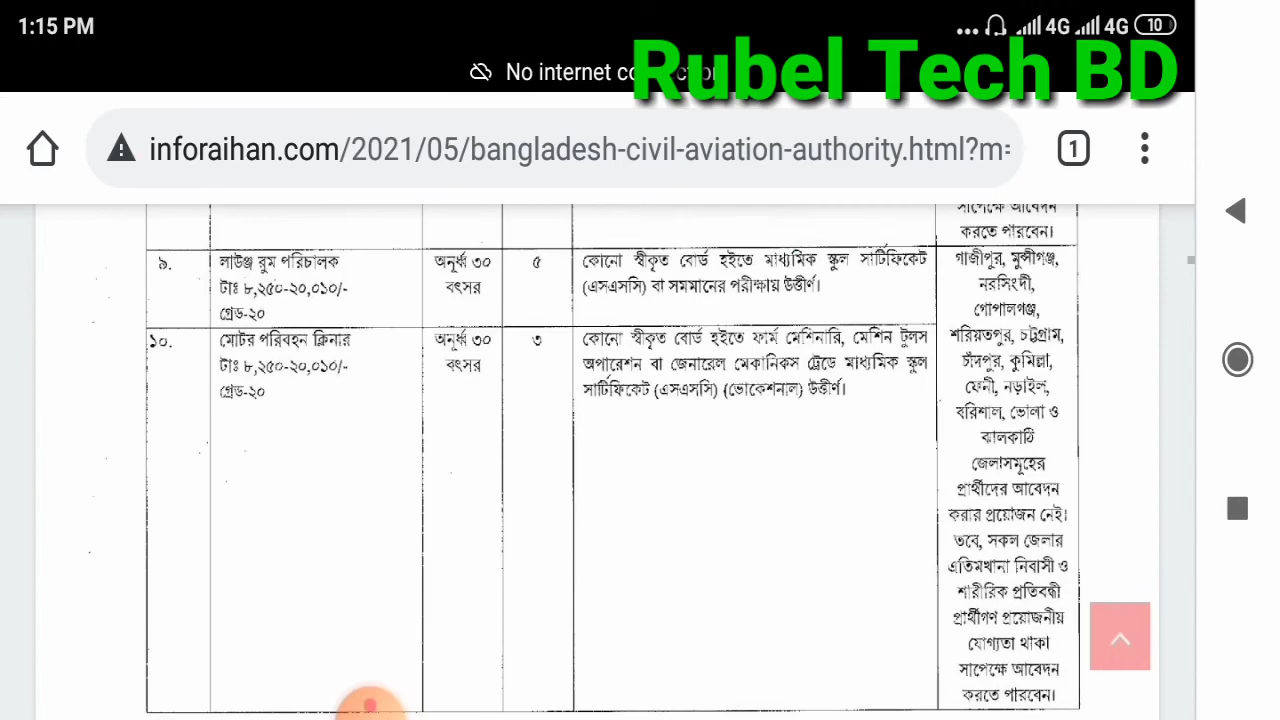 1:15 PM
4G 4G 10
Rubel Tech BD
No internet co
inforaihan.com/2021/05/bangladesh-civil-aviation-authority.html?m=
1
সাপেক্ষে আবেদন
করতে পারবেন।
৯.
লাউঞ্জ রুম পরিচালক
টাঃ ৮,২৫০-২০,০১০/-
গ্রেড-২০
অনূর্ধ্ব ৩০
বৎসর
৫
কোনো স্বীকৃত বোর্ড হইতে মাধ্যমিক স্কুল সার্টিফিকেট
(এসএসসি) বা সমমানের পরীক্ষায় উত্তীর্ণ।
১০.
মোটর পরিবহন ক্লিনার
টাঃ ৮,২৫০-২০,০১০/-
গ্রেড-২০
অনূর্ধ্ব ৩০
বৎসর
৩
কোনো স্বীকৃত বোর্ড হইতে ফার্ম মেশিনারি, মেশিন টুলস
অপারেশন বা জেনারেল মেকানিকস ট্রেডে মাধ্যমিক স্কুল
সার্টিফিকেট (এসএসসি) (ভোকেশনাল) উত্তীর্ণ।
গাজীপুর, মুন্সীগঞ্জ,
নরসিংদী,
গোপালগঞ্জ,
শরিয়তপুর, চট্টগ্রাম,
চাঁদপুর, কুমিল্লা,
ফেনী, নড়াইল,
বরিশাল, ভোলা ও
ঝালকাঠি
জেলাসমূহের
প্রার্থীদের আবেদন
করার প্রয়োজন নেই।
তবে, সকল জেলার
এতিমখানা নিবাসী ও
শারীরিক প্রতিবন্ধী
প্রার্থীগণ প্রয়োজনীয়
যোগ্যতা থাকা
সাপেক্ষে আবেদন
করতে পারবেন।